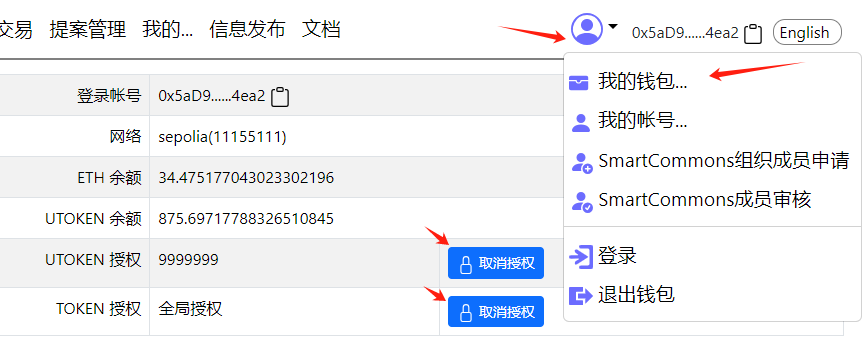 交易 提案管理 我的... 信息发布 文档 0x5aD9......4ea2 English
我的钱包...
我的帐号...
SmartCommons组织成员申请
SmartCommons成员审核
登录
退出钱包
登录帐号 0x5aD9......4ea2
网络 sepolia(11155111)
ETH 余额 34.475177043023302196
UTOKEN 余额 875.69717788326510845
UTOKEN 授权 9999999 取消授权
TOKEN 授权 全局授权 取消授权